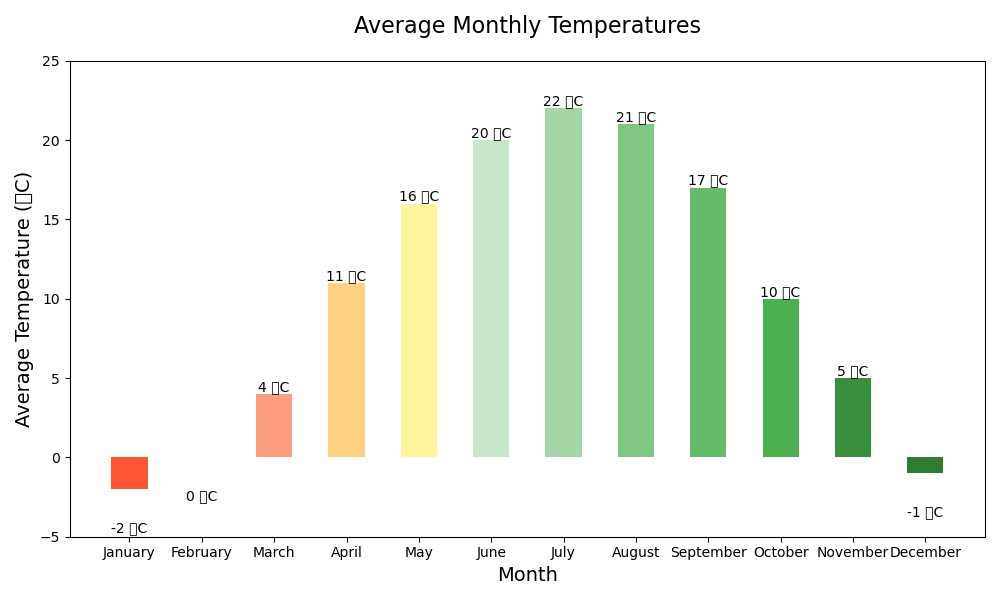 Average Monthly Temperatures
25
20
15
10
5
0
−5
Average Temperature (▯C)
-2 ▯C
0 ▯C
4 ▯C
11 ▯C
16 ▯C
20 ▯C
22 ▯C
21 ▯C
17 ▯C
10 ▯C
5 ▯C
-1 ▯C
January February March April May June July August September October November December
Month